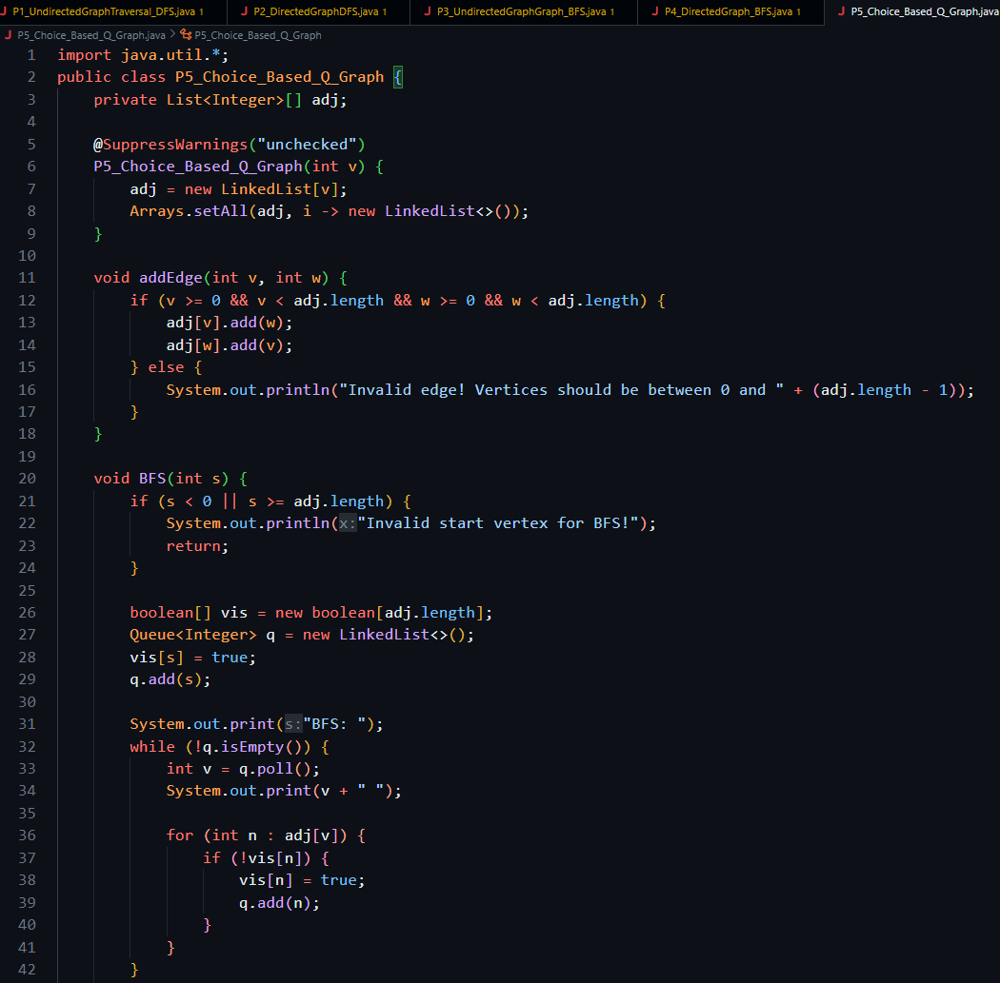 P1_UndirectedGraphTraversal_DFS.java 1 P2_DirectedGraphDFS.java 1 P3_UndirectedGraphGraph_BFS.java 1 P4_DirectedGraph_BFS.java 1 P5_Choice_Based_Q_Graph.java
P5_Choice_Based_Q_Graph.java > P5_Choice_Based_Q_Graph
1 import java.util.*;
2 public class P5_Choice_Based_Q_Graph {
3     private List<Integer>[] adj;
4
5     @SuppressWarnings("unchecked")
6     P5_Choice_Based_Q_Graph(int v) {
7         adj = new LinkedList[v];
8         Arrays.setAll(adj, i -> new LinkedList<>());
9     }
10
11     void addEdge(int v, int w) {
12         if (v >= 0 && v < adj.length && w >= 0 && w < adj.length) {
13             adj[v].add(w);
14             adj[w].add(v);
15         } else {
16             System.out.println("Invalid edge! Vertices should be between 0 and " + (adj.length - 1));
17         }
18     }
19
20     void BFS(int s) {
21         if (s < 0 || s >= adj.length) {
22             System.out.println(x:"Invalid start vertex for BFS!");
23             return;
24         }
25
26         boolean[] vis = new boolean[adj.length];
27         Queue<Integer> q = new LinkedList<>();
28         vis[s] = true;
29         q.add(s);
30
31         System.out.print(s:"BFS: ");
32         while (!q.isEmpty()) {
33             int v = q.poll();
34             System.out.print(v + " ");
35
36             for (int n : adj[v]) {
37                 if (!vis[n]) {
38                     vis[n] = true;
39                     q.add(n);
40                 }
41             }
42         }